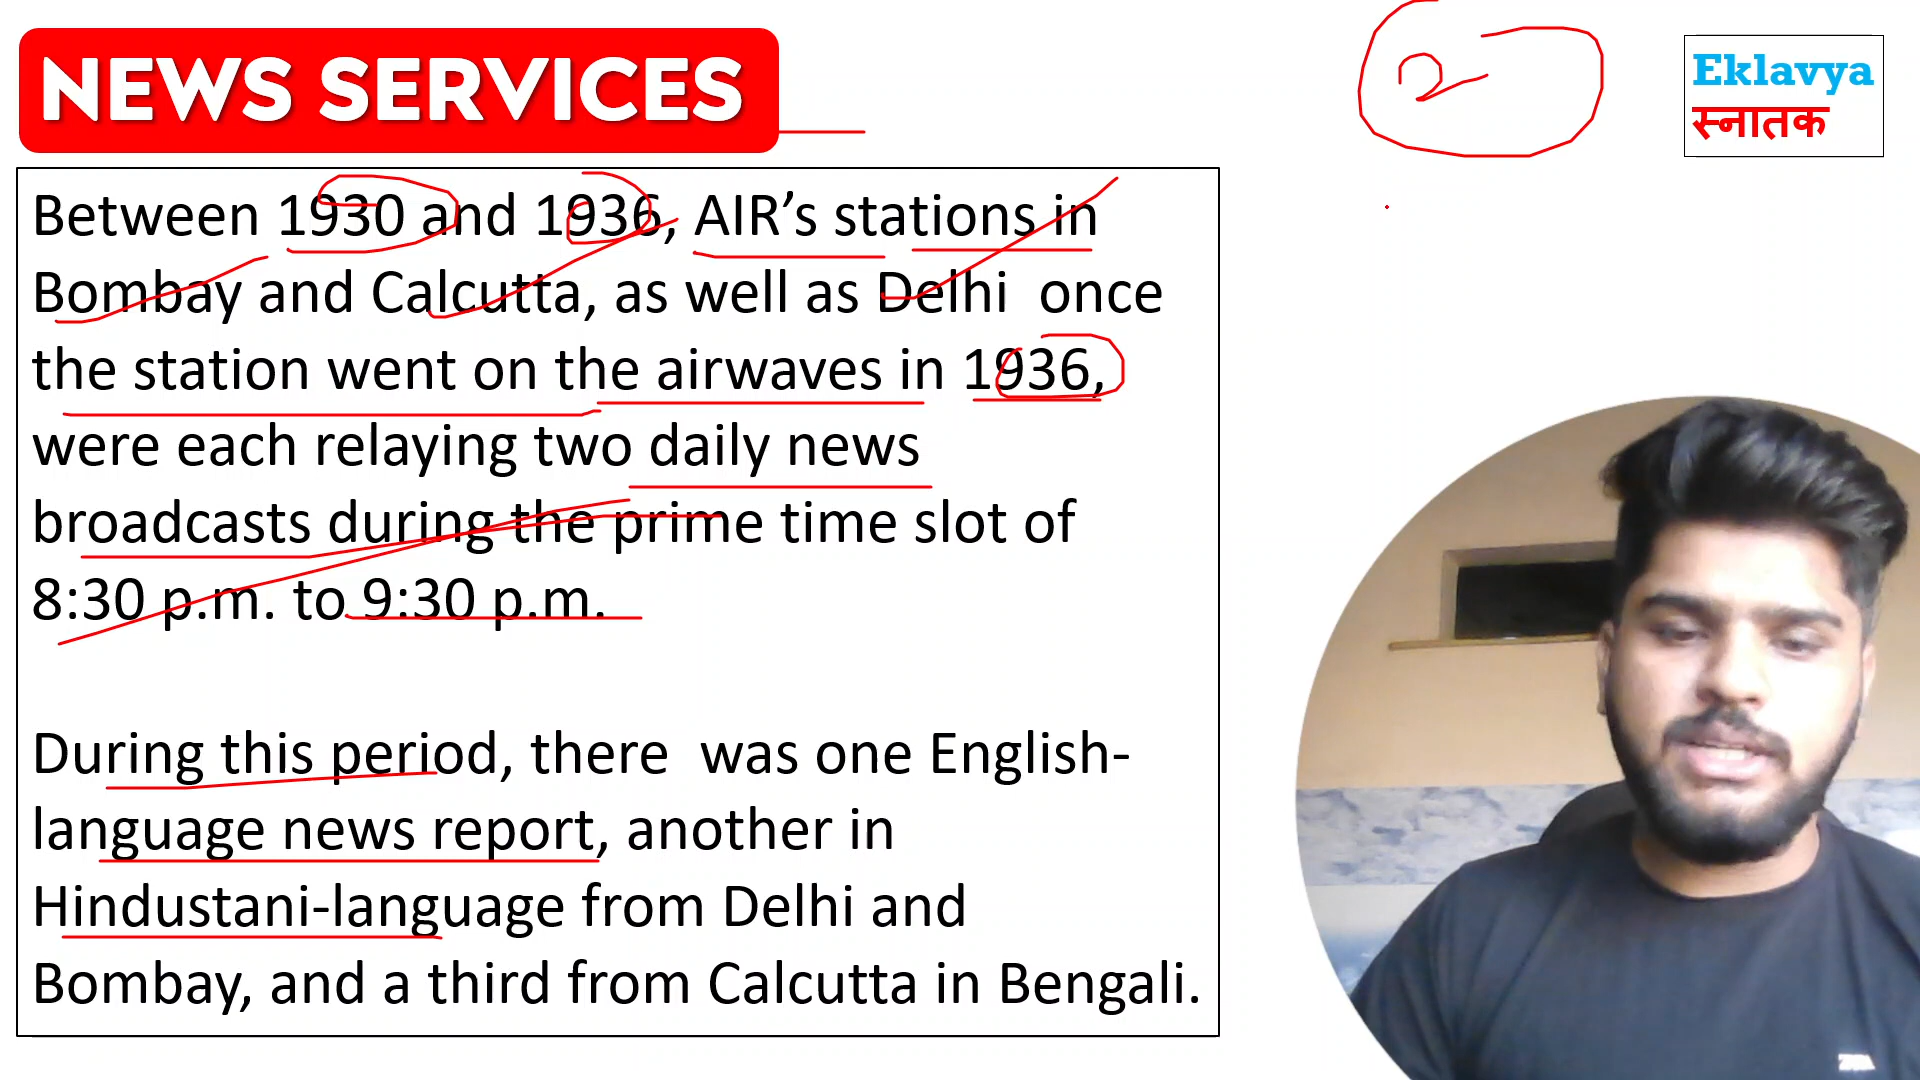 NEWS SERVICES
Eklavya
स्नातक
Between 1930 and 1936, AIR’s stations in
Bombay and Calcutta, as well as Delhi once
the station went on the airwaves in 1936,
were each relaying two daily news
broadcasts during the prime time slot of
8:30 p.m. to 9:30 p.m.
During this period, there was one English-
language news report, another in
Hindustani-language from Delhi and
Bombay, and a third from Calcutta in Bengali.
2